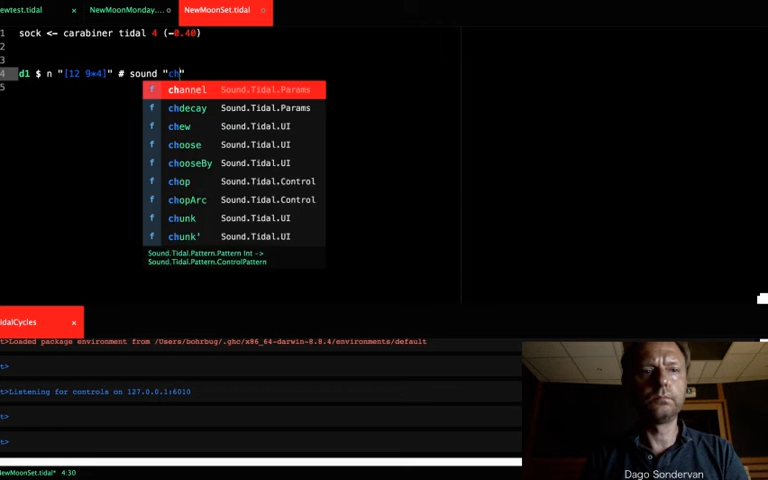 ewtest.tidal × NewMoonMonday.... NewMoonSet.tidal
1 sock <- carabiner tidal 4 (-0.40)
2
3
4 d1 $ n "[12 9*4]" # sound "ch"
5
f channel Sound.Tidal.Params
f chdecay Sound.Tidal.Params
f chew Sound.Tidal.UI
f choose Sound.Tidal.UI
f chooseBy Sound.Tidal.UI
f chop Sound.Tidal.Control
f chopArc Sound.Tidal.Control
f chunk Sound.Tidal.UI
f chunk' Sound.Tidal.UI
Sound.Tidal.Pattern.Pattern Int ->
Sound.Tidal.Pattern.ControlPattern
idalCycles ×
t>Loaded package environment from /Users/bohrbug/.ghc/x86_64-darwin-8.8.4/environments/default
t>
t>Listening for controls on 127.0.0.1:6010
t>
t>
ewMoonSet.tidal* 4:30
Dago Sondervan